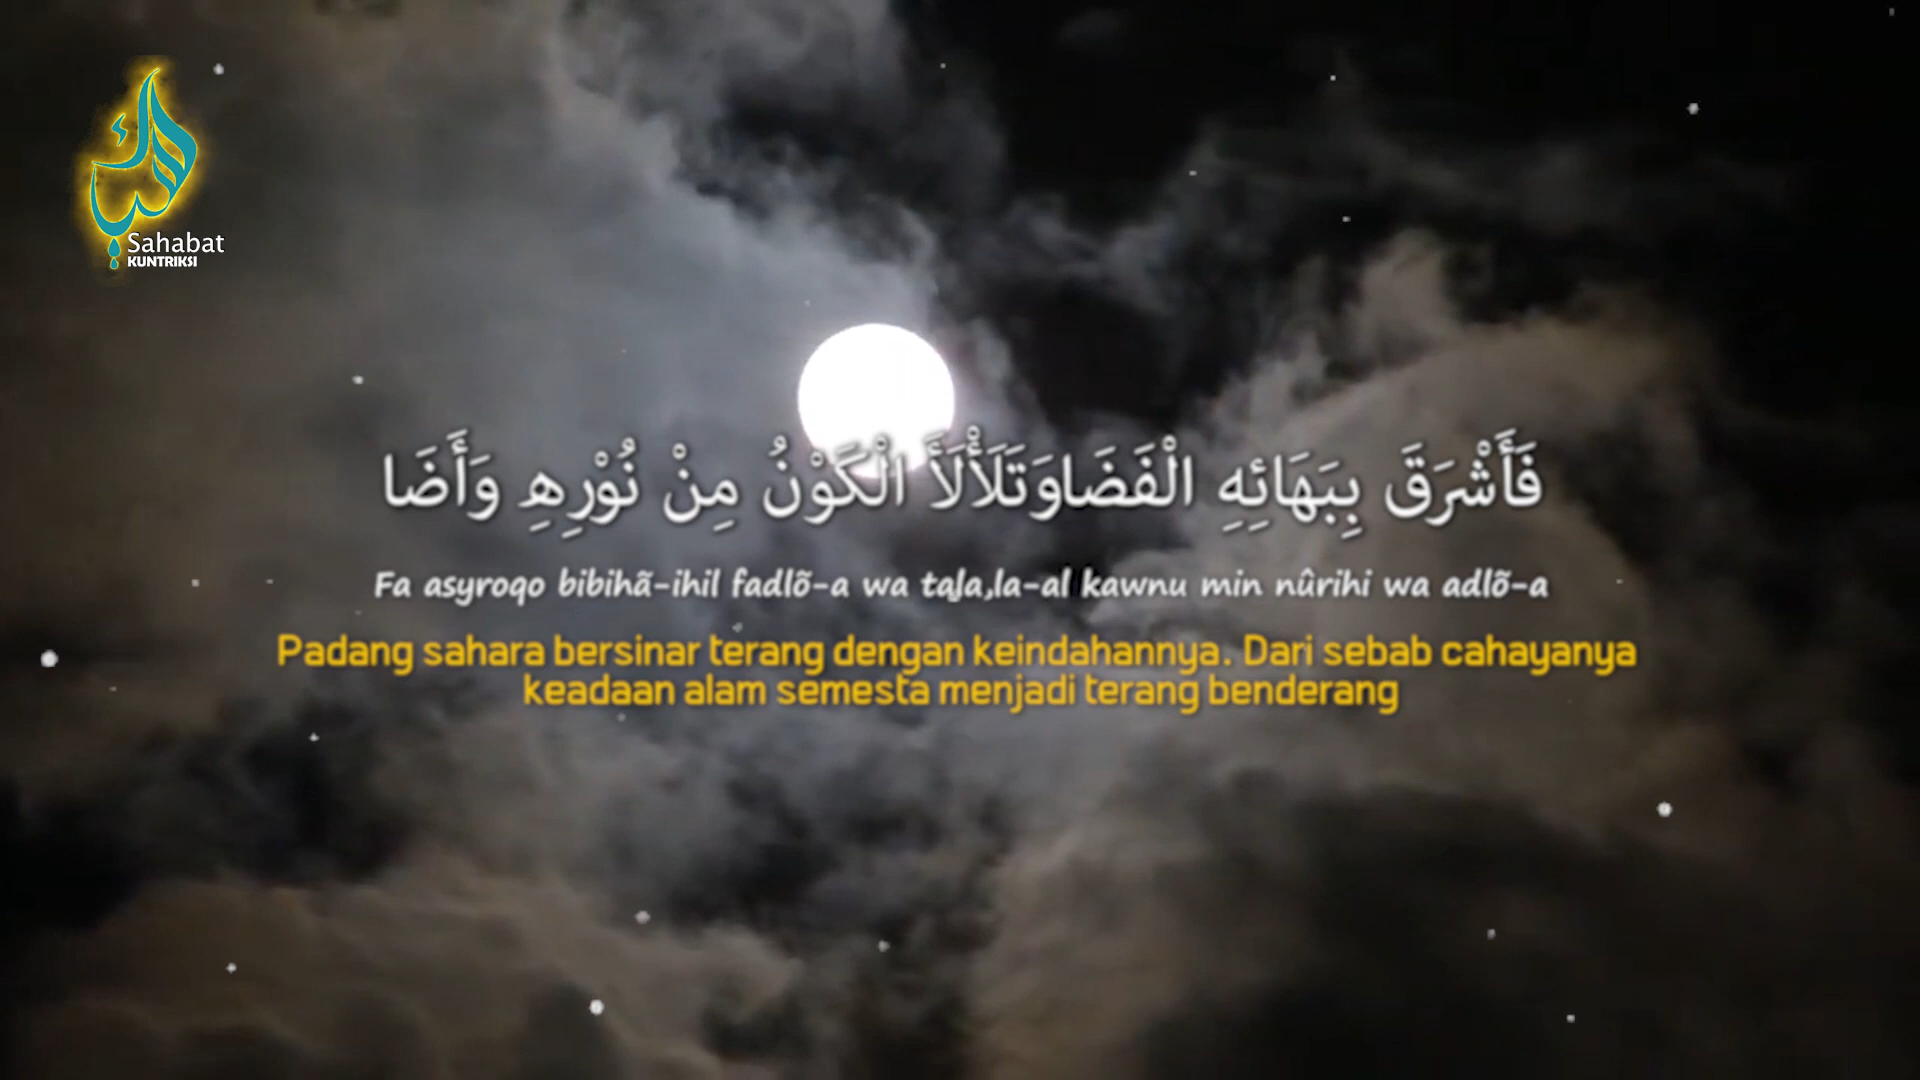 Sahabat
KUNTRIKSI
فَأَشْرَقَ بِبَهَائِهِ الْفَضَاوَتَلَأْلَأَ الْكَوْنُ مِنْ نُوْرِهِ وَأَضَا
Fa asyroqo bibihã-ihil fadlõ-a wa tala,la-al kawnu min nûrihi wa adlõ-a
Padang sahara bersinar terang dengan keindahannya. Dari sebab cahayanya
keadaan alam semesta menjadi terang benderang